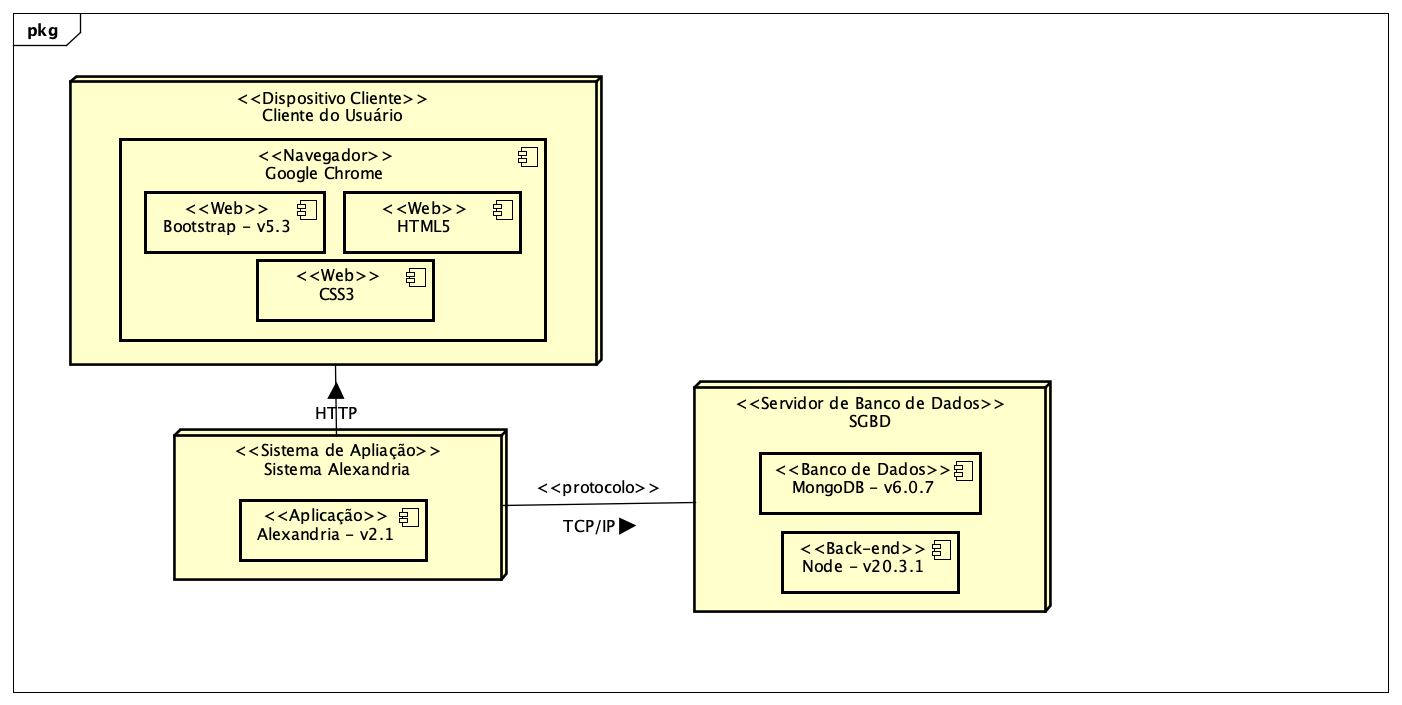 pkg
<<Dispositivo Cliente>>
Cliente do Usuário
<<Navegador>>
Google Chrome
<<Web>>
Bootstrap - v5.3
<<Web>>
HTML5
<<Web>>
CSS3
HTTP
<<Sistema de Apliação>>
Sistema Alexandria
<<Aplicação>>
Alexandria - v2.1
<<protocolo>>
TCP/IP
<<Servidor de Banco de Dados>>
SGBD
<<Banco de Dados>>
MongoDB - v6.0.7
<<Back-end>>
Node - v20.3.1